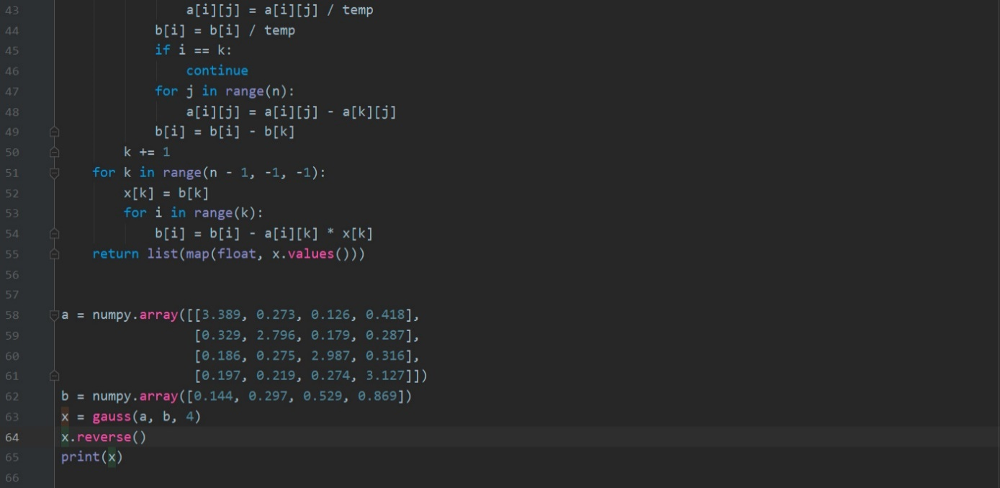 43 a[i][j] = a[i][j] / temp
44 b[i] = b[i] / temp
45 if i == k:
46 continue
47 for j in range(n):
48 a[i][j] = a[i][j] - a[k][j]
49 b[i] = b[i] - b[k]
50 k += 1
51 for k in range(n - 1, -1, -1):
52 x[k] = b[k]
53 for i in range(k):
54 b[i] = b[i] - a[i][k] * x[k]
55 return list(map(float, x.values()))
56
57
58 a = numpy.array([[3.389, 0.273, 0.126, 0.418],
59 [0.329, 2.796, 0.179, 0.287],
60 [0.186, 0.275, 2.987, 0.316],
61 [0.197, 0.219, 0.274, 3.127]])
62 b = numpy.array([0.144, 0.297, 0.529, 0.869])
63 x = gauss(a, b, 4)
64 x.reverse()
65 print(x)
66